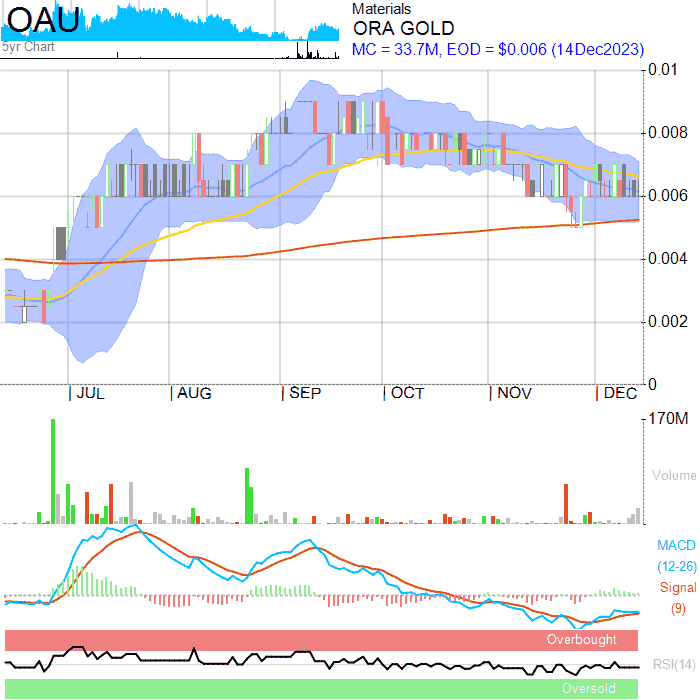 OAU
5yr Chart
Materials
ORA GOLD
MC = 33.7M, EOD = $0.006 (14Dec2023)
0.01
0.008
0.006
0.004
0.002
0
JUL AUG SEP OCT NOV DEC
170M
Volume
MACD
(12-26)
Signal
(9)
Overbought
RSI(14)
Oversold